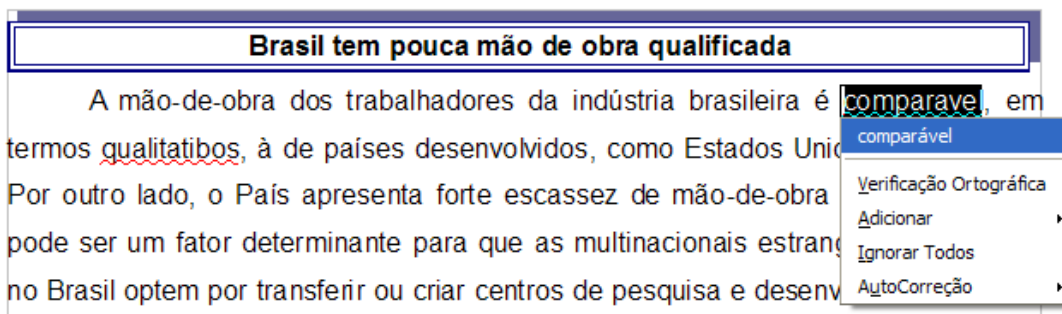 Brasil tem pouca mão de obra qualificada
A mão-de-obra dos trabalhadores da indústria brasileira é comparavel, em
termos qualitatibos, à de países desenvolvidos, como Estados
Por outro lado, o País apresenta forte escassez de mão-de-obra
pode ser um fator determinante para que as multinacionais
no Brasil optem por transferir ou criar centros de pesquisa e
comparável
Verificação Ortográfica
Adicionar
Ignorar Todos
AutoCorreção